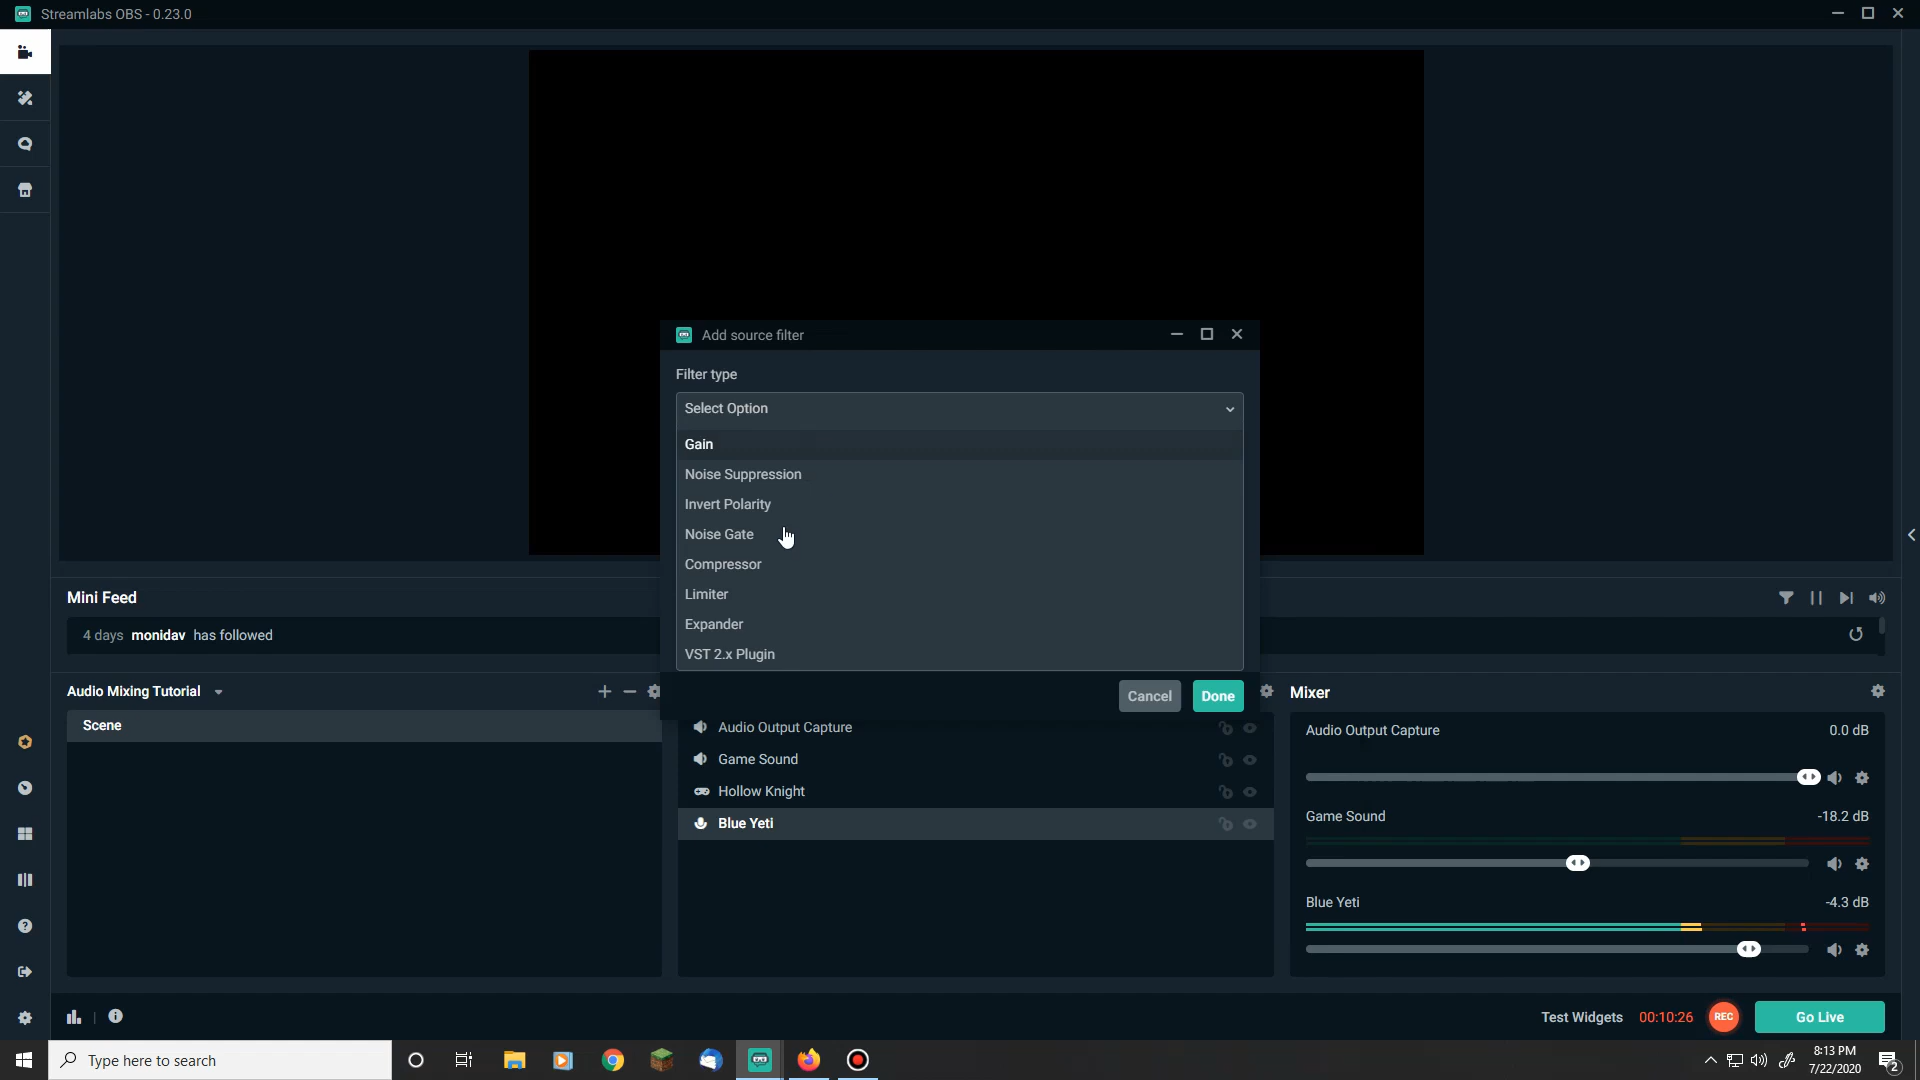 Streamlabs OBS - 0.23.0
Add source filter
Filter type
Select Option
Gain
Noise Suppression
Invert Polarity
Noise Gate
Compressor
Limiter
Expander
VST 2.x Plugin
Cancel
Done
Mini Feed
4 days monidav has followed
Audio Mixing Tutorial
Scene
Audio Output Capture
Game Sound
Hollow Knight
Blue Yeti
Mixer
Audio Output Capture 0.0 dB
Game Sound -18.2 dB
Blue Yeti -4.3 dB
Test Widgets 00:10:26 REC Go Live
Type here to search
8:13 PM
7/22/2020
2